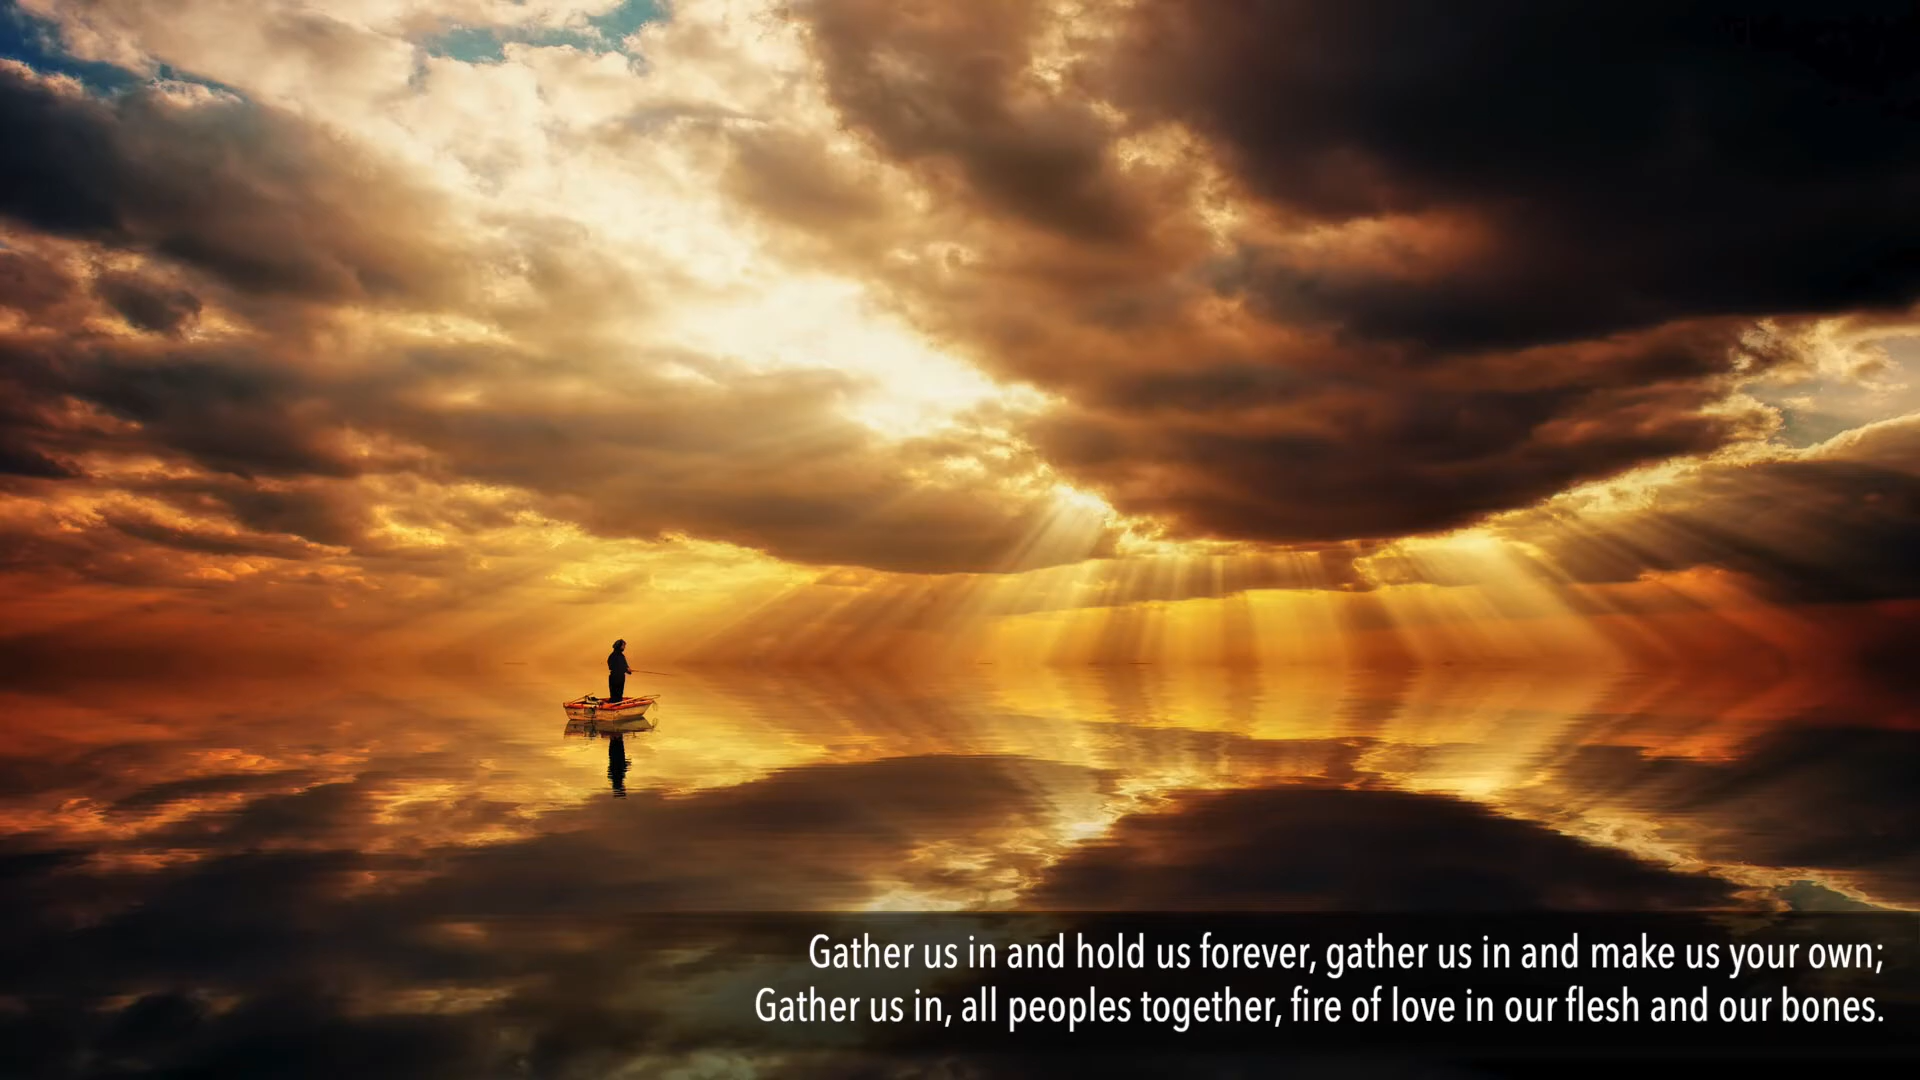 Gather us in and hold us forever, gather us in and make us your own;
Gather us in, all peoples together, fire of love in our flesh and our bones.